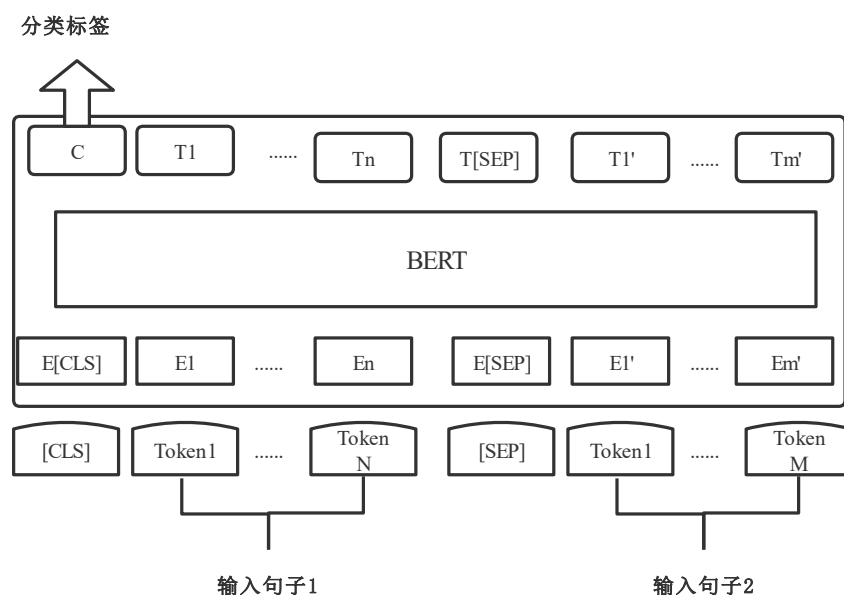 分类标签
C T1 ...... Tn T[SEP] T1' ...... Tm'
BERT
E[CLS] E1 ...... En E[SEP] E1' ...... Em'
[CLS] Token1 ...... Token N [SEP] Token1 ...... Token M
输入句子1 输入句子2